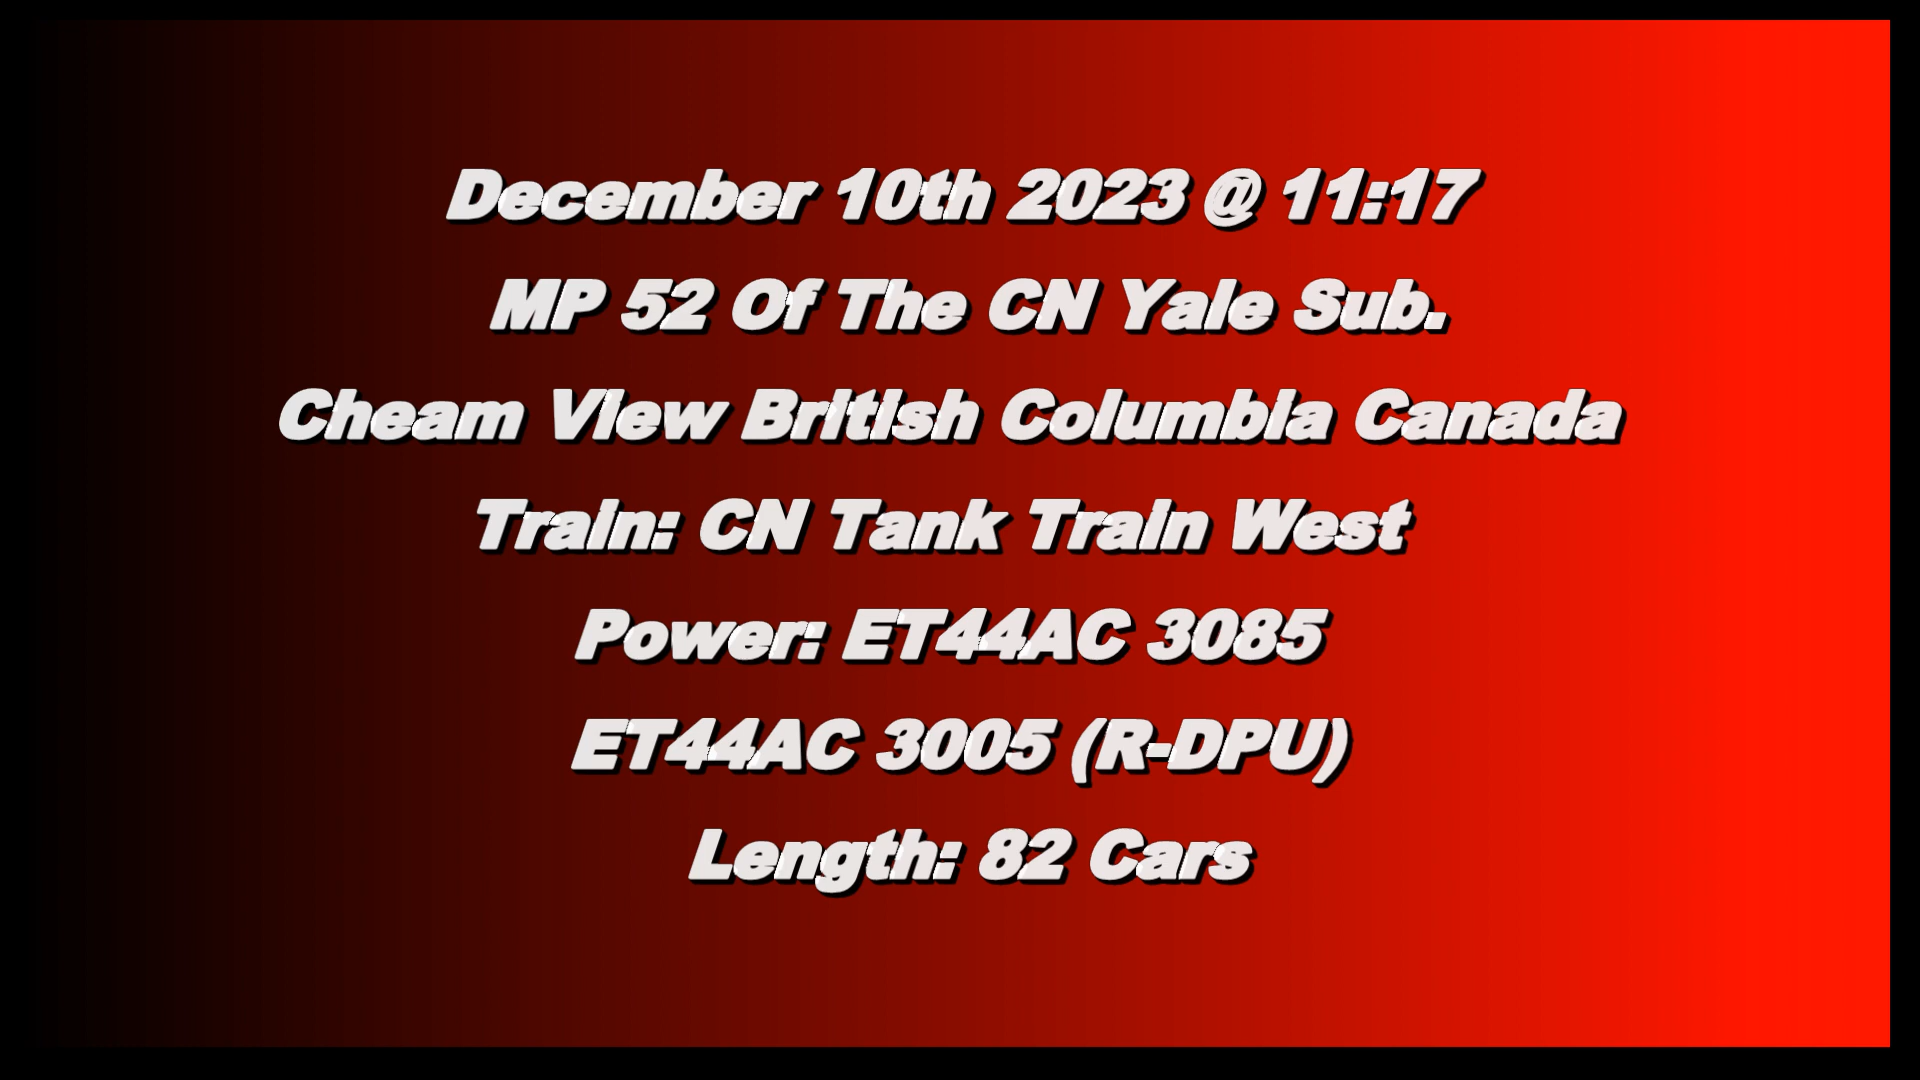 December 10th 2023 @ 11:17
MP 52 Of The CN Yale Sub.
Cheam View British Columbia Canada
Train: CN Tank Train West
Power: ET44AC 3085
ET44AC 3005 (R-DPU)
Length: 82 Cars